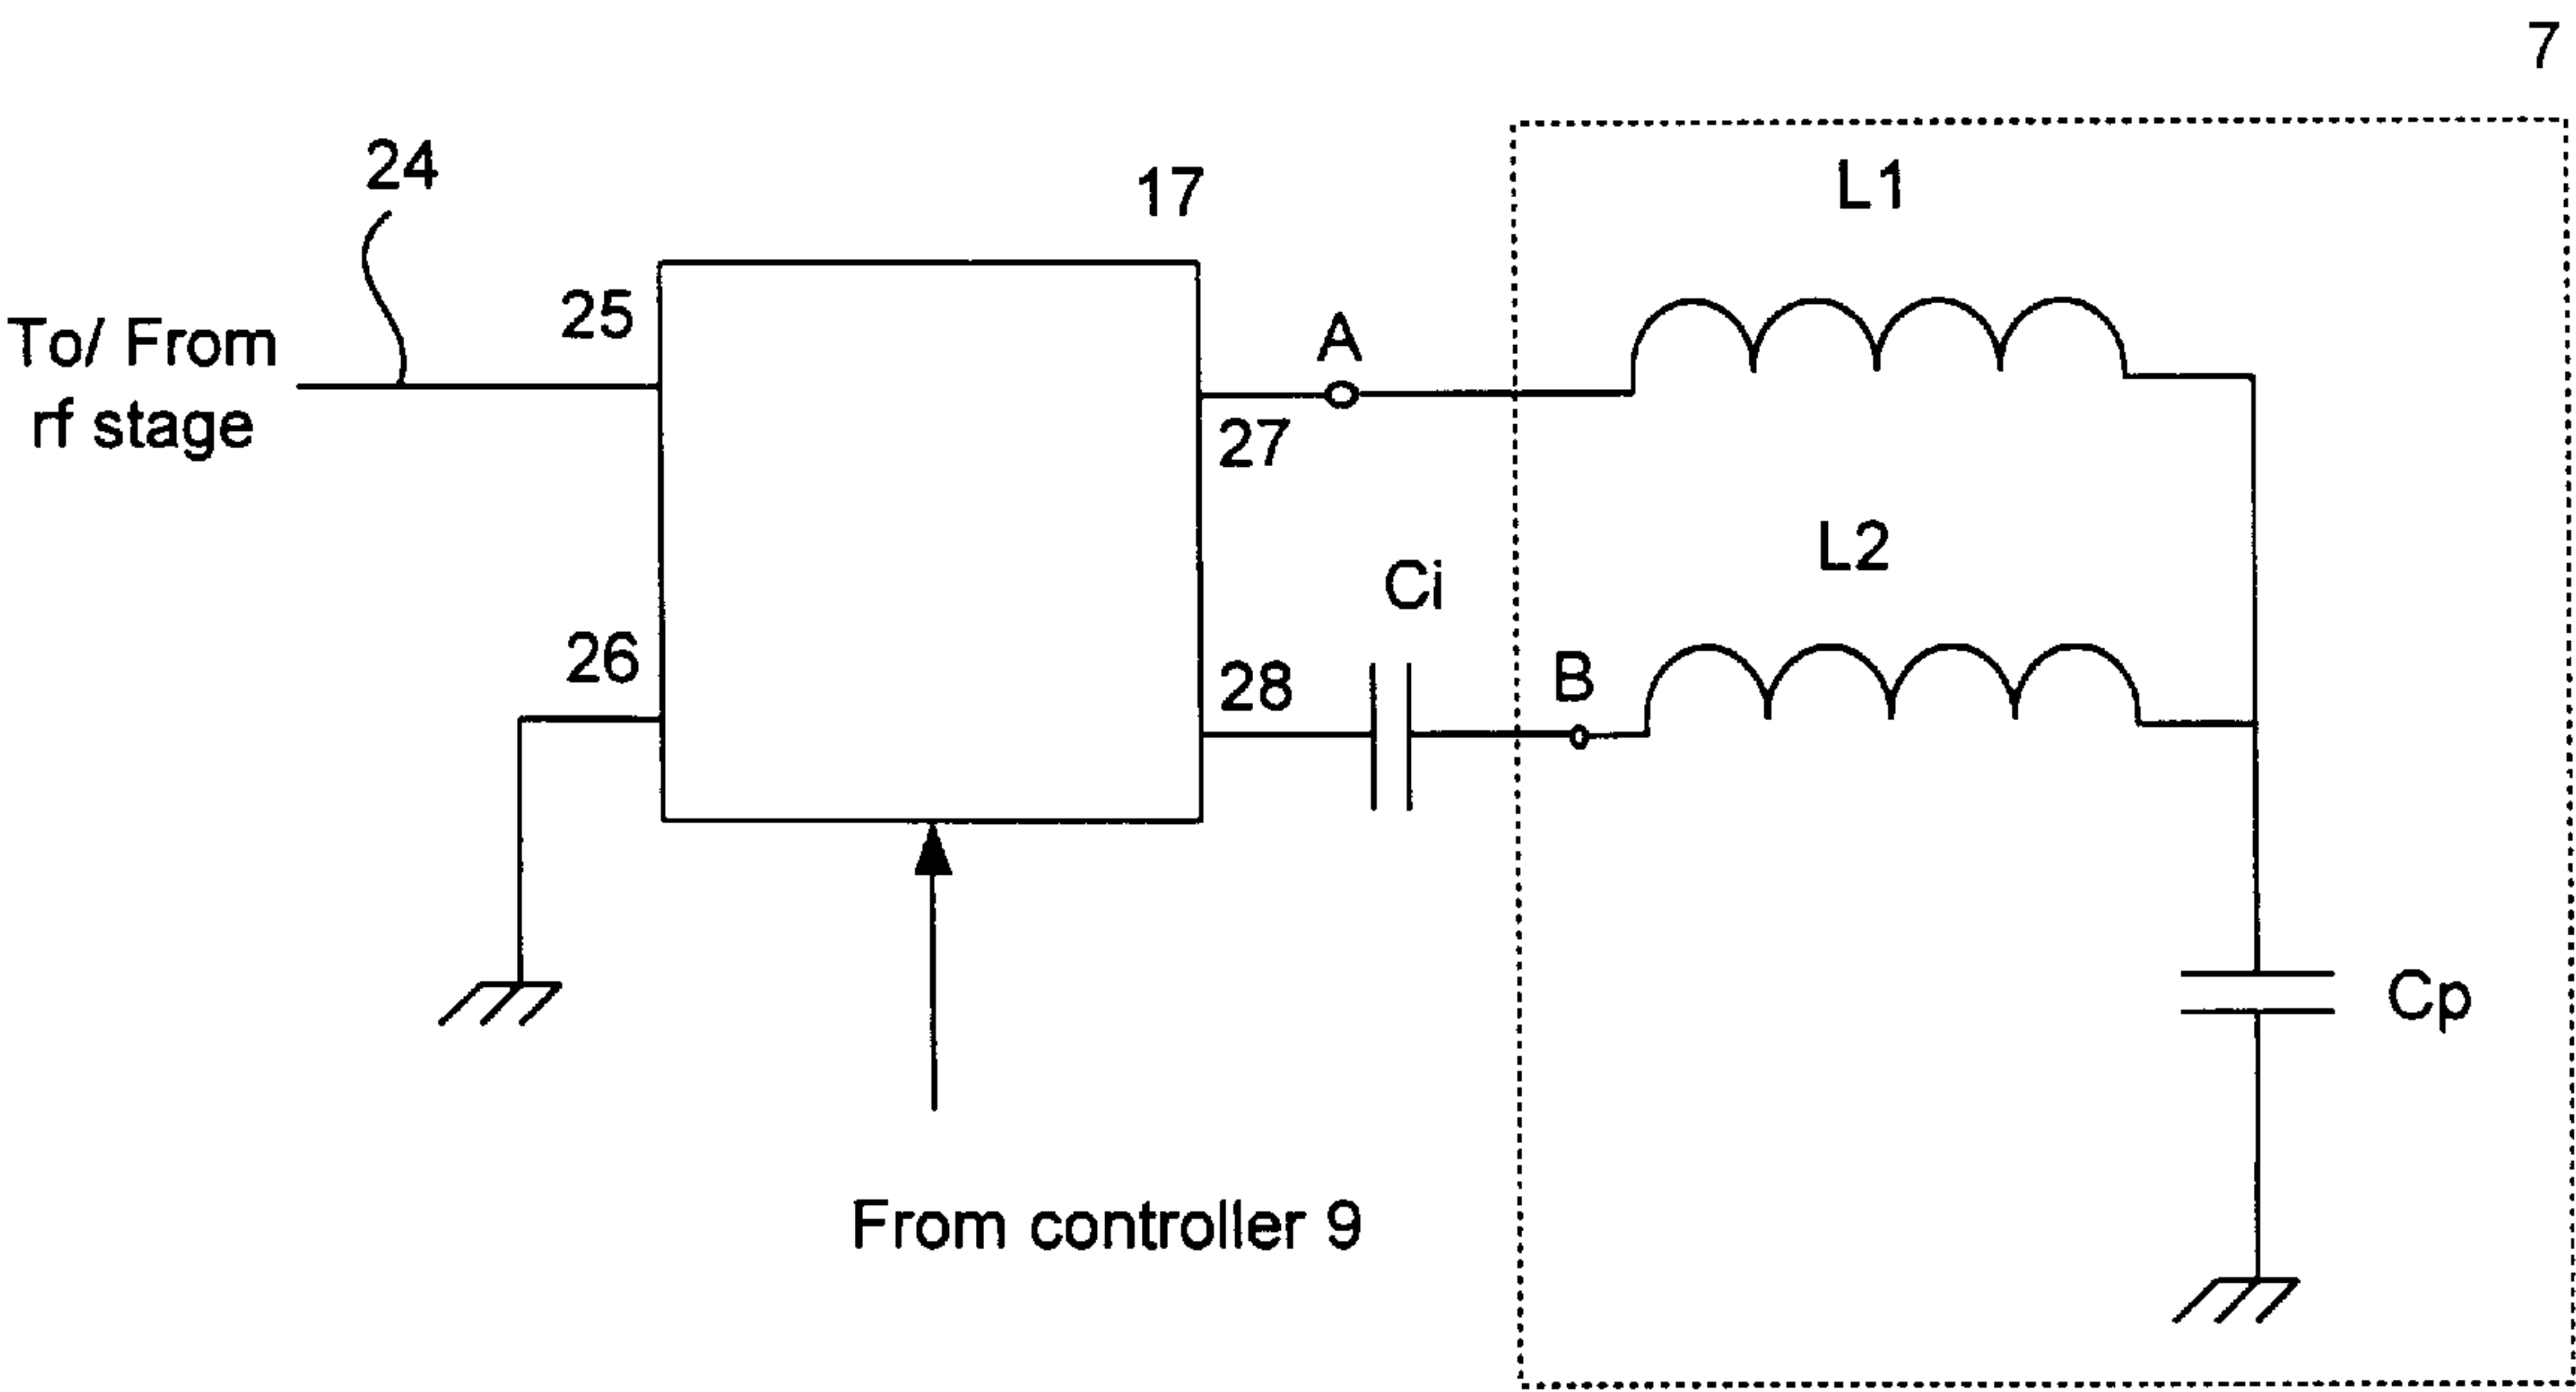 7
24
17
L1
25
To/ From
rf stage
A
27
L2
Ci
26
28
B
Cp
From controller 9